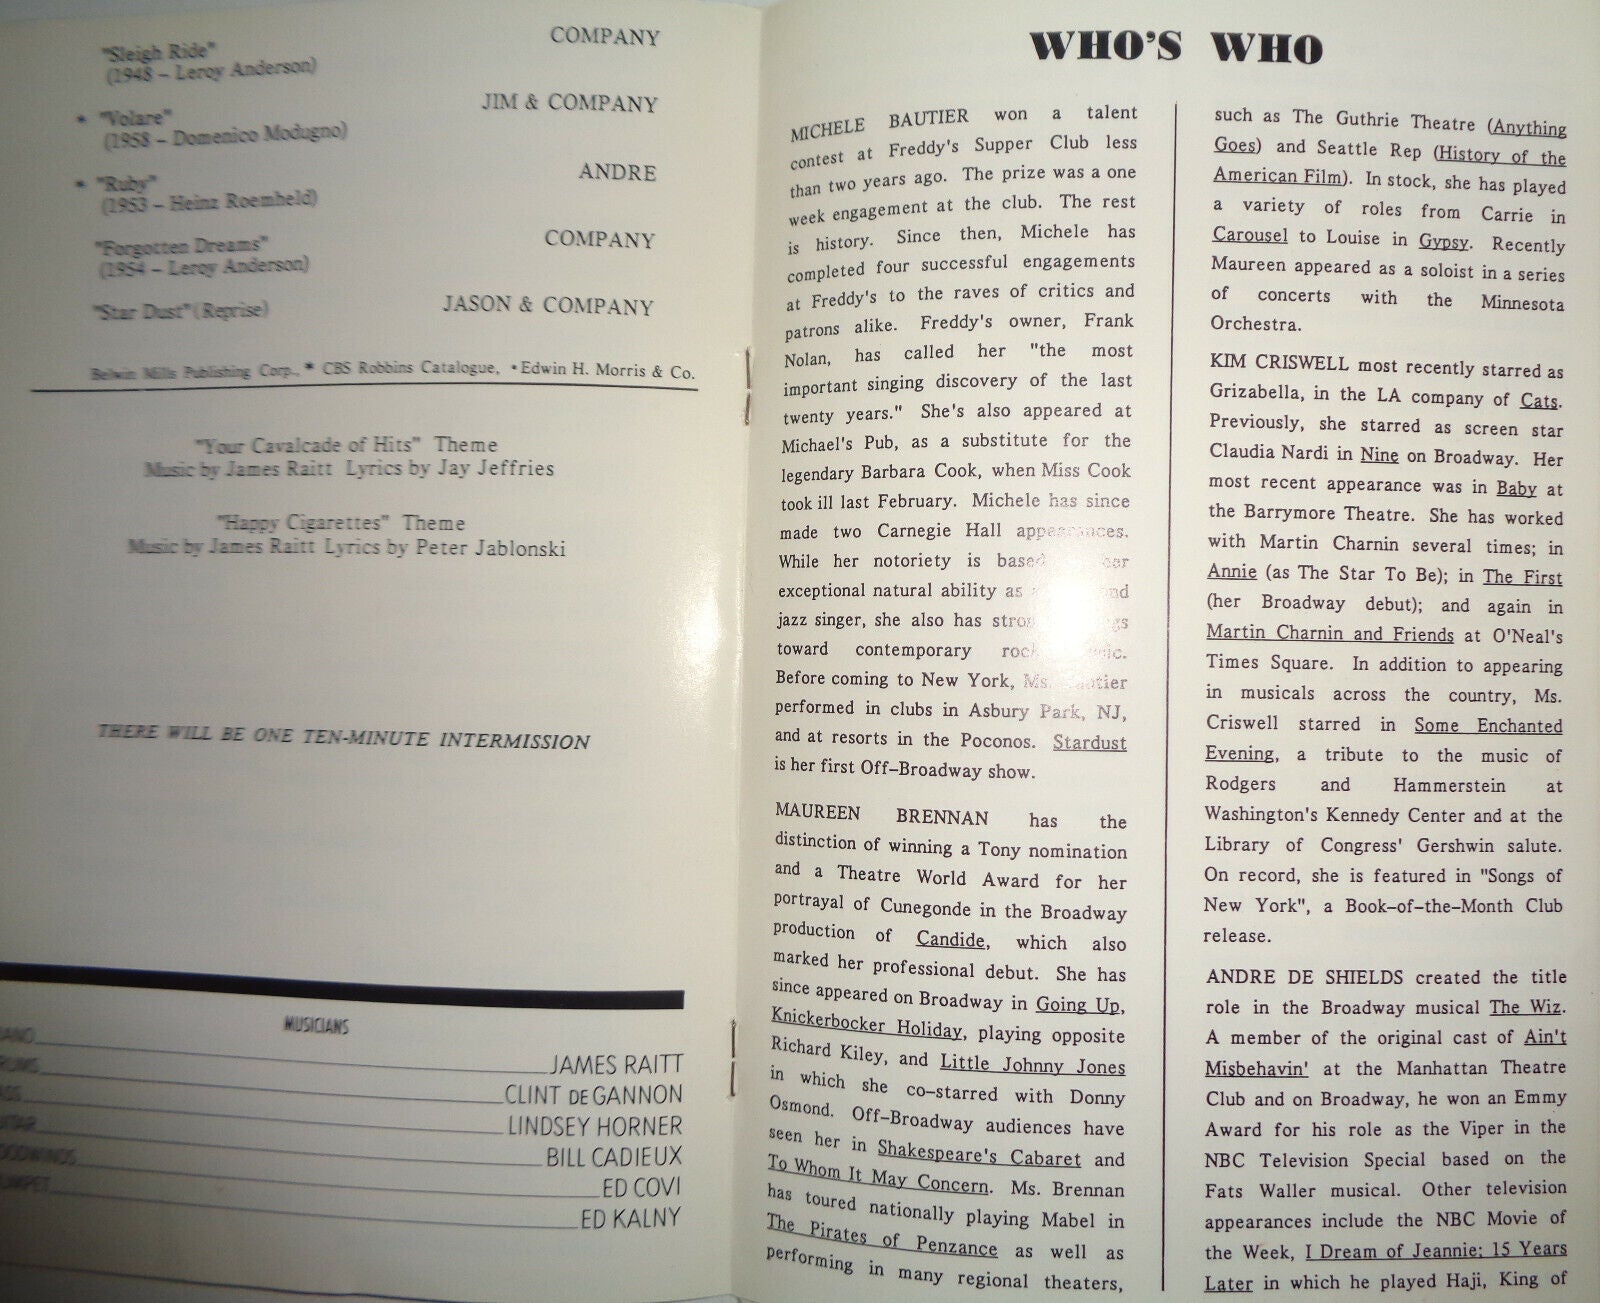 "Sleigh Ride" COMPANY
(1948 – Leroy Anderson)
* "Volare" JIM & COMPANY
(1958 – Domenico Modugno)
* "Ruby" ANDRE
(1953 – Heinz Roemheld)
"Forgotten Dreams" COMPANY
(1954 – Leroy Anderson)
"Star Dust" (Reprise) JASON & COMPANY
Belwin Mills Publishing Corp., * CBS Robbins Catalogue, • Edwin H. Morris & Co.
"Your Cavalcade of Hits" Theme
Music by James Raitt Lyrics by Jay Jeffries
"Happy Cigarettes" Theme
Music by James Raitt Lyrics by Peter Jablonski
THERE WILL BE ONE TEN-MINUTE INTERMISSION
MUSICIANS
JAMES RAITT
CLINT DE GANNON
LINDSEY HORNER
BILL CADIEUX
ED COVI
ED KALNY
WHO'S WHO
MICHELE BAUTIER won a talent
contest at Freddy's Supper Club less
than two years ago. The prize was a one
week engagement at the club. The rest
is history. Since then, Michele has
completed four successful engagements
at Freddy's to the raves of critics and
patrons alike. Freddy's owner, Frank
Nolan, has called her "the most
important singing discovery of the last
twenty years." She's also appeared at
Michael's Pub, as a substitute for the
legendary Barbara Cook, when Miss Cook
took ill last February. Michele has since
made two Carnegie Hall appearances.
While her notoriety is based
exceptional natural ability as
jazz singer, she also has
toward contemporary
Before coming to New York, Ms. Bautier
performed in clubs in Asbury Park, NJ,
and at resorts in the Poconos. Stardust
is her first Off–Broadway show.
MAUREEN BRENNAN has the
distinction of winning a Tony nomination
and a Theatre World Award for her
portrayal of Cunegonde in the Broadway
production of Candide, which also
marked her professional debut. She has
since appeared on Broadway in Going Up,
Knickerbocker Holiday, playing opposite
Richard Kiley, and Little Johnny Jones
in which she co–starred with Donny
Osmond. Off–Broadway audiences have
seen her in Shakespeare's Cabaret and
To Whom It May Concern. Ms. Brennan
has toured nationally playing Mabel in
The Pirates of Penzance as well as
performing in many regional theaters,
such as The Guthrie Theatre (Anything
Goes) and Seattle Rep (History of the
American Film). In stock, she has played
a variety of roles from Carrie in
Carousel to Louise in Gypsy. Recently
Maureen appeared as a soloist in a series
of concerts with the Minnesota
Orchestra.
KIM CRISWELL most recently starred as
Grizabella, in the LA company of Cats.
Previously, she starred as screen star
Claudia Nardi in Nine on Broadway. Her
most recent appearance was in Baby at
the Barrymore Theatre. She has worked
with Martin Charnin several times; in
Annie (as The Star To Be); in The First
(her Broadway debut); and again in
Martin Charnin and Friends at O'Neal's
Times Square. In addition to appearing
in musicals across the country, Ms.
Criswell starred in Some Enchanted
Evening, a tribute to the music of
Rodgers and Hammerstein at
Washington's Kennedy Center and at the
Library of Congress' Gershwin salute.
On record, she is featured in "Songs of
New York", a Book–of–the–Month Club
release.
ANDRE DE SHIELDS created the title
role in the Broadway musical The Wiz.
A member of the original cast of Ain't
Misbehavin' at the Manhattan Theatre
Club and on Broadway, he won an Emmy
Award for his role as the Viper in the
NBC Television Special based on the
Fats Waller musical. Other television
appearances include the NBC Movie of
the Week, I Dream of Jeannie: 15 Years
Later in which he played Haji, King of